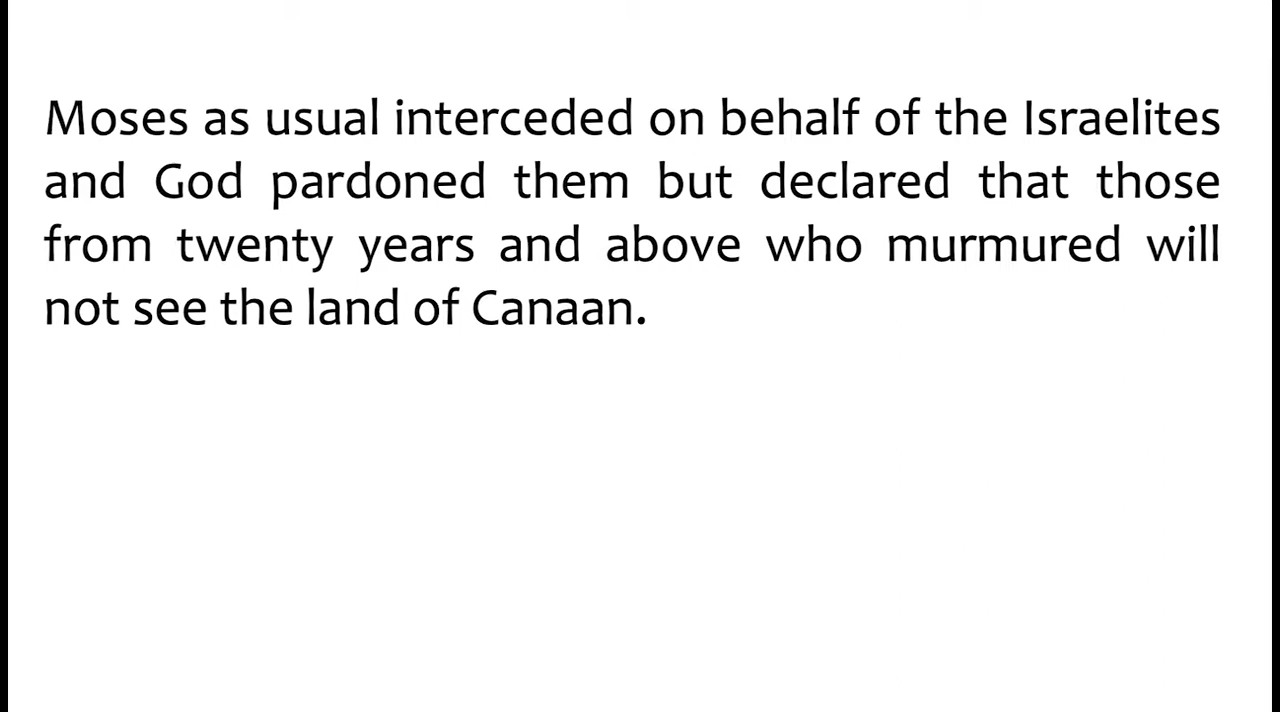 Moses as usual interceded on behalf of the Israelites
and God pardoned them but declared that those
from twenty years and above who murmured will
not see the land of Canaan.